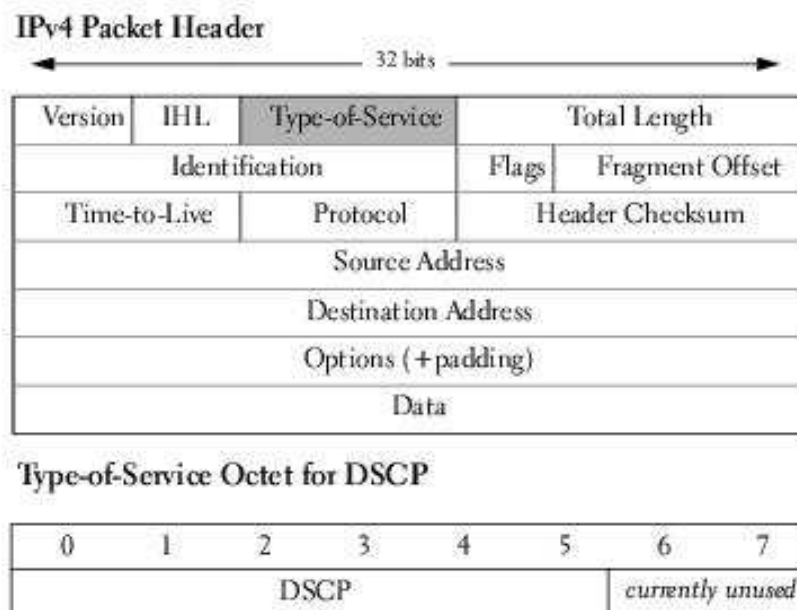 IPv4 Packet Header
32 bits
Version IHL Type-of-Service Total Length
Identification Flags Fragment Offset
Time-to-Live Protocol Header Checksum
Source Address
Destination Address
Options (+padding)
Data
Type-of-Service Octet for DSCP
0 1 2 3 4 5 6 7
DSCP currently unused